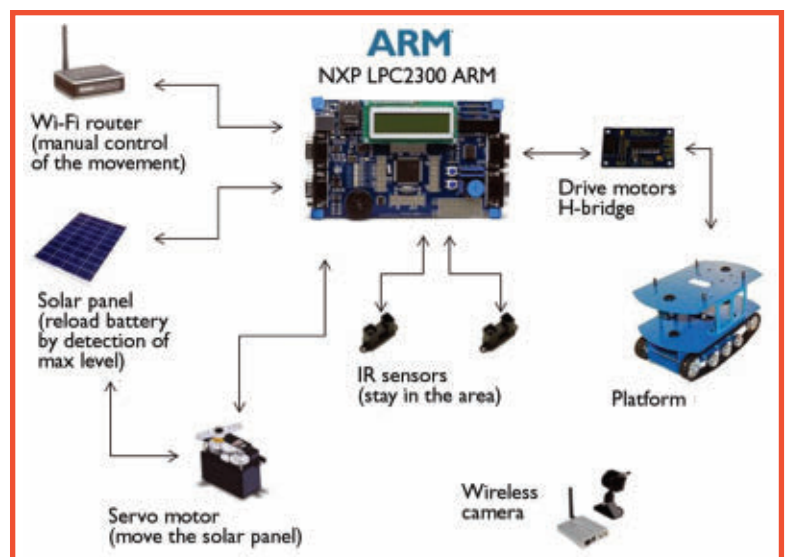 ARM
NXP LPC2300 ARM
Wi-Fi router
(manual control
of the movement)
Drive motors
H-bridge
Solar panel
(reload battery
by detection of
max level)
IR sensors
(stay in the area)
Platform
Servo motor
(move the solar panel)
Wireless
camera